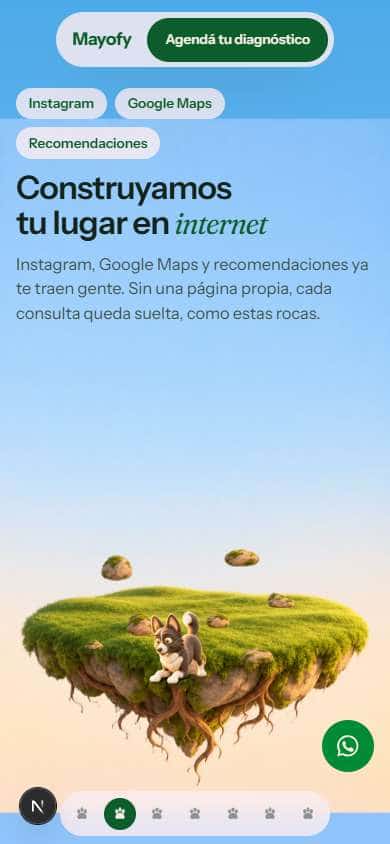 Mayofy
Agendá tu diagnóstico
Instagram
Google Maps
Recomendaciones
Construyamos
tu lugar en internet
Instagram, Google Maps y recomendaciones ya
te traen gente. Sin una página propia, cada
consulta queda suelta, como estas rocas.
N